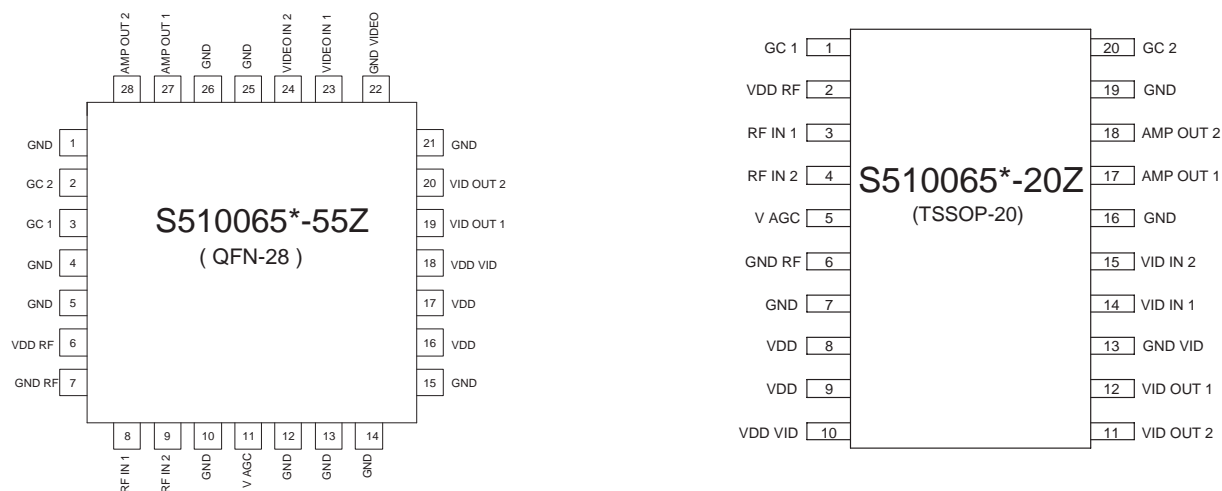 AMP OUT 2
AMP OUT 1
GND
GND
VIDEO IN 2
VIDEO IN 1
GND VIDEO
28
27
26
25
24
23
22
GND 1
GC 2 2
GC 1 3
GND 4
GND 5
VDD RF 6
GND RF 7
S510065*-55Z
( QFN-28 )
21 GND
20 VID OUT 2
19 VID OUT 1
18 VDD VID
17 VDD
16 VDD
15 GND
8
9
10
11
12
13
14
RF IN 1
RF IN 2
GND
V AGC
GND
GND
GND
GC 1 1
VDD RF 2
RF IN 1 3
RF IN 2 4
V AGC 5
GND RF 6
GND 7
VDD 8
VDD 9
VDD VID 10
S510065*-20Z
(TSSOP-20)
20 GC 2
19 GND
18 AMP OUT 2
17 AMP OUT 1
16 GND
15 VID IN 2
14 VID IN 1
13 GND VID
12 VID OUT 1
11 VID OUT 2